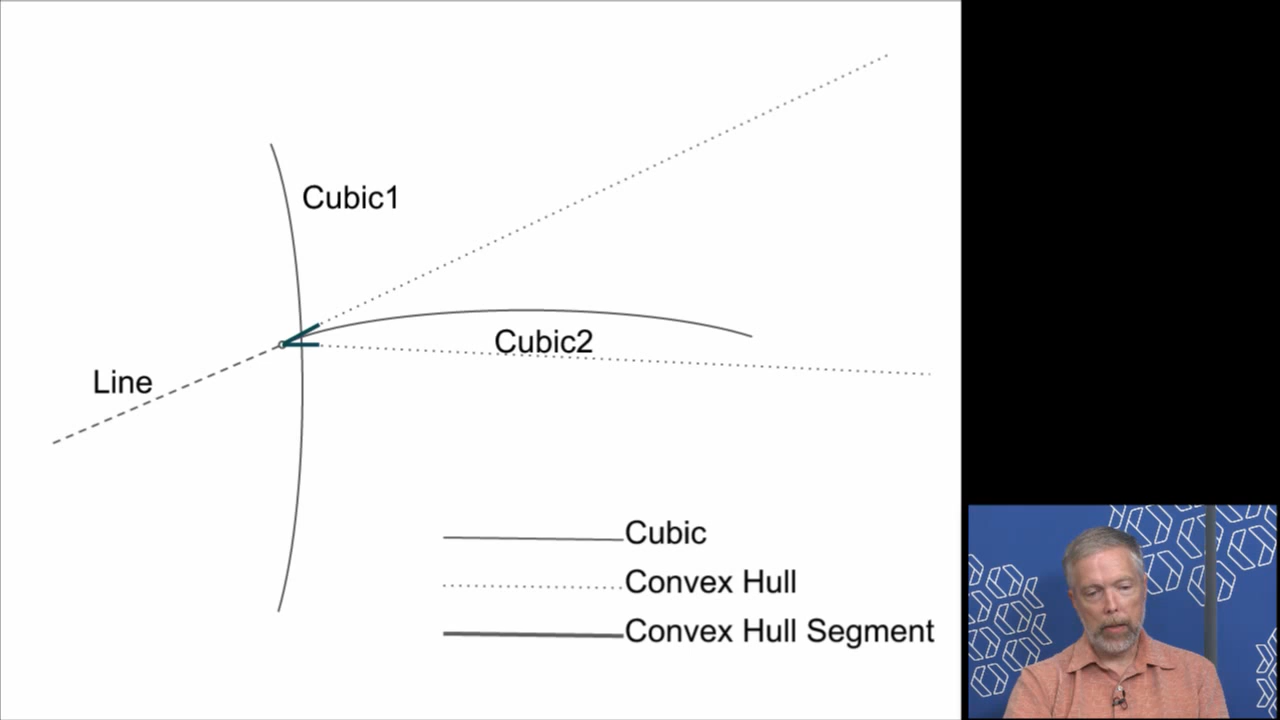 Cubic1
Cubic2
Line
Cubic
Convex Hull
Convex Hull Segment